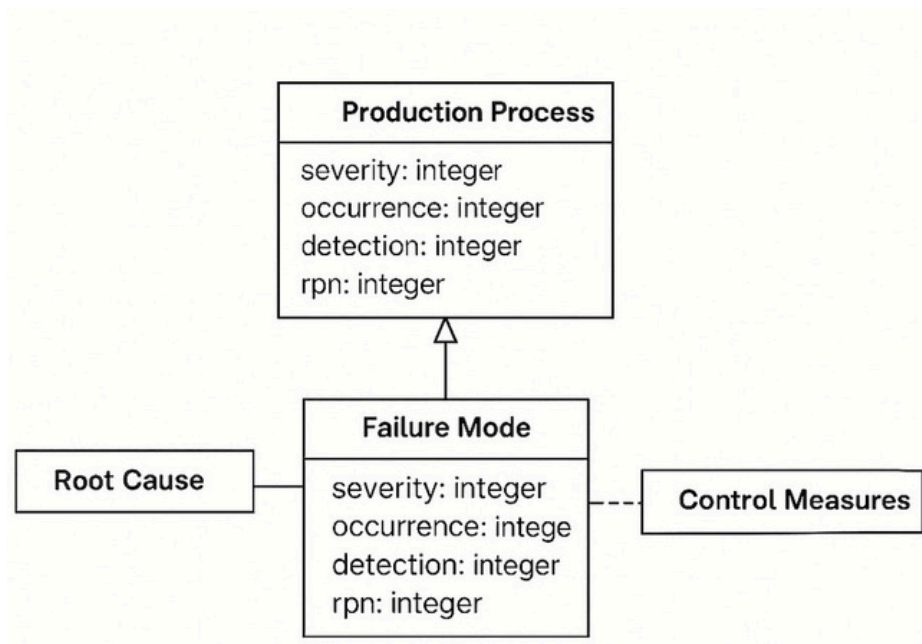 Production Process
severity: integer
occurrence: integer
detection: integer
rpn: integer
Failure Mode
Root Cause
severity: integer
occurrence: intege
detection: integer
rpn: integer
Control Measures